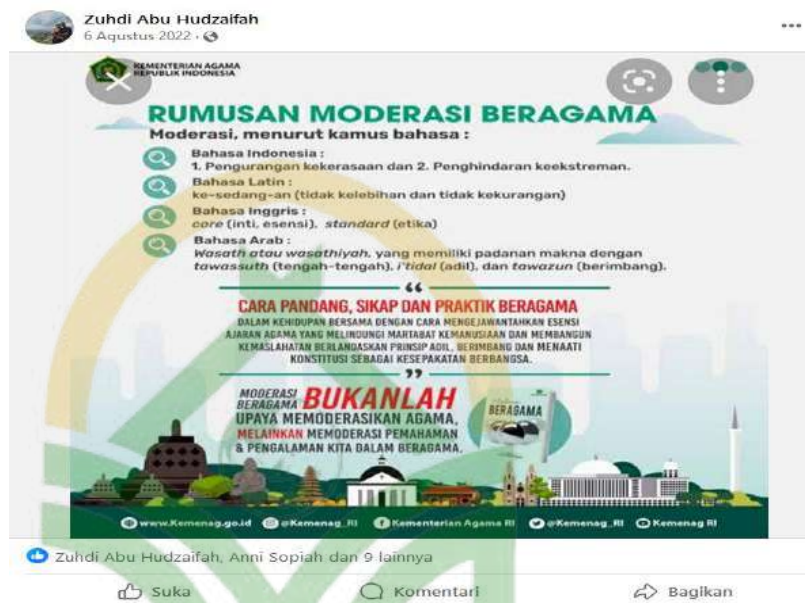 Zuhdi Abu Hudzaifah
6 Agustus 2022
KEMENTERIAN AGAMA
REPUBLIK INDONESIA
RUMUSAN MODERASI BERAGAMA
Moderasi, menurut kamus bahasa :
Bahasa Indonesia :
1. Pengurangan kekerasaan dan 2. Penghindaran keekstreman.
Bahasa Latin :
ke-sedang-an (tidak kelebihan dan tidak kekurangan)
Bahasa Inggris :
core (inti, esensi), standard (etika)
Bahasa Arab :
Wasath atau wasathiyah, yang memiliki padanan makna dengan
tawassuth (tengah-tengah), i'tidal (adil), dan tawazun (berimbang).
“
CARA PANDANG, SIKAP DAN PRAKTIK BERAGAMA
DALAM KEHIDUPAN BERSAMA DENGAN CARA MENGEJAWANTAHKAN ESENSI
AJARAN AGAMA YANG MELINDUNGI MARTABAT KEMANUSIAAN DAN MEMBANGUN
KEMASLAHATAN BERLANDASKAN PRINSIP ADIL, BERIMBANG DAN MENAATI
KONSTITUSI SEBAGAI KESEPAKATAN BERBANGSA.
”
MODERASI
BERAGAMA BUKANLAH
UPAYA MEMODERASIKAN AGAMA,
MELAINKAN MEMODERASI PEMAHAMAN
& PENGALAMAN KITA DALAM BERAGAMA.
BERAGAMA
www.Kemenag.go.id @Kemenag_RI Kementerian Agama RI @Kemenag_RI Kemenag RI
Zuhdi Abu Hudzaifah, Anni Sopiah dan 9 lainnya
Suka Komentari Bagikan